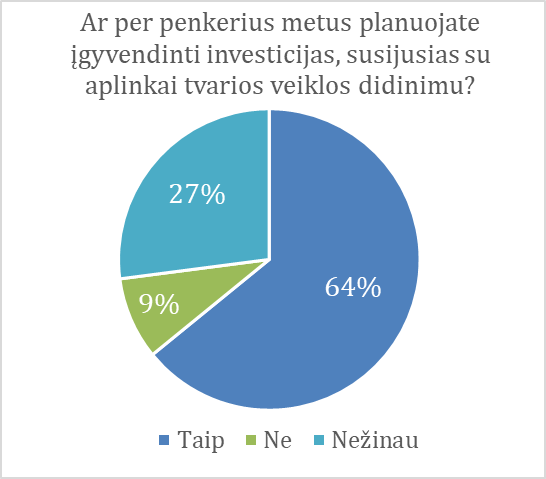 Ar per penkerius metus planuojate
įgyvendinti investicijas, susijusias su
aplinkai tvarios veiklos didinimu?
27%
64%
9%
Taip
Ne
Nežinau